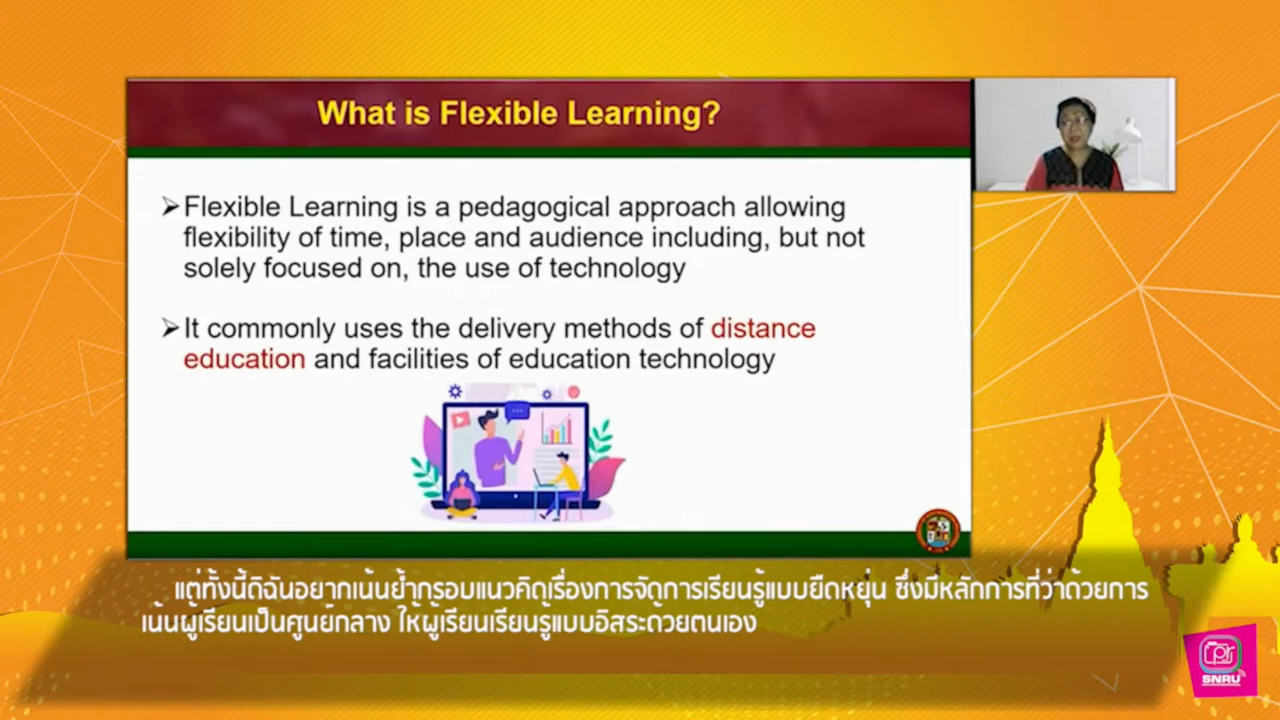 What is Flexible Learning?
➢Flexible Learning is a pedagogical approach allowing
flexibility of time, place and audience including, but not
solely focused on, the use of technology
➢It commonly uses the delivery methods of distance
education and facilities of education technology
แต่ทั้งนี้ดิฉันอยากเน้นย้ำกรอบแนวคิดเรื่องการจัดการเรียนรู้แบบยืดหยุ่น ซึ่งมีหลักการที่ว่าด้วยการ
เน้นผู้เรียนเป็นศูนย์กลาง ให้ผู้เรียนเรียนรู้แบบอิสระด้วยตนเอง
pr
SNRU